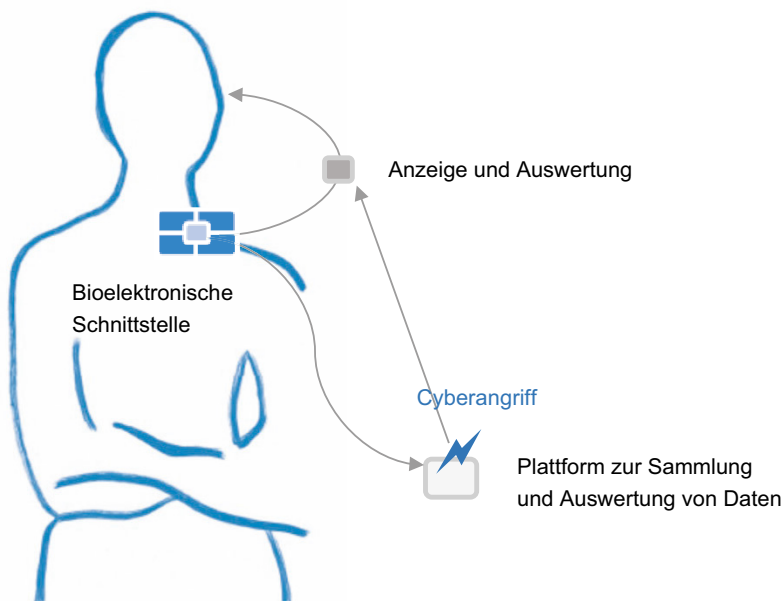 Anzeige und Auswertung
Bioelektronische
Schnittstelle
Cyberangriff
Plattform zur Sammlung
und Auswertung von Daten